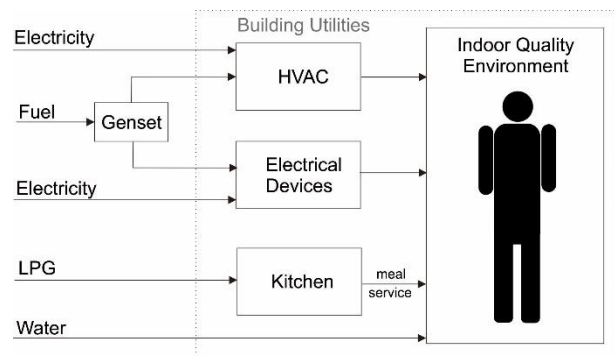 Building Utilities
Electricity
HVAC
Indoor Quality
Environment
Fuel
Genset
Electrical
Devices
Electricity
LPG
Kitchen
meal
service
Water